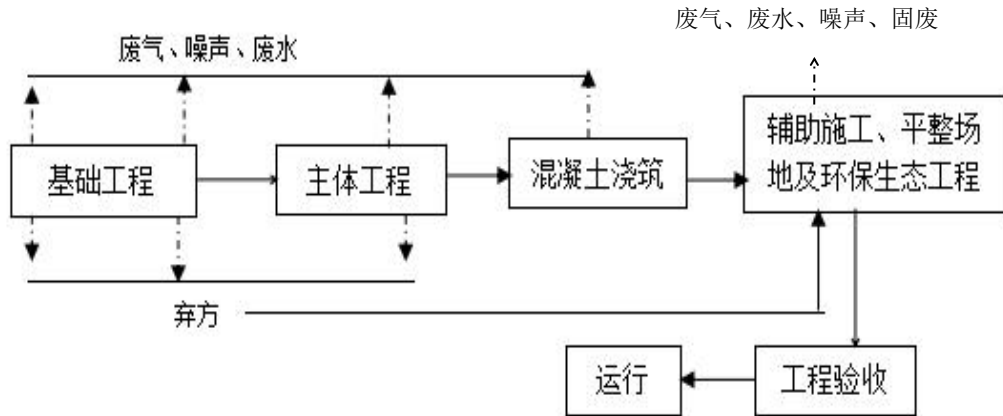 废气、废水、噪声、固废
废气、噪声、废水
基础工程
主体工程
混凝土浇筑
辅助施工、平整场
地及环保生态工程
弃方
运行
工程验收